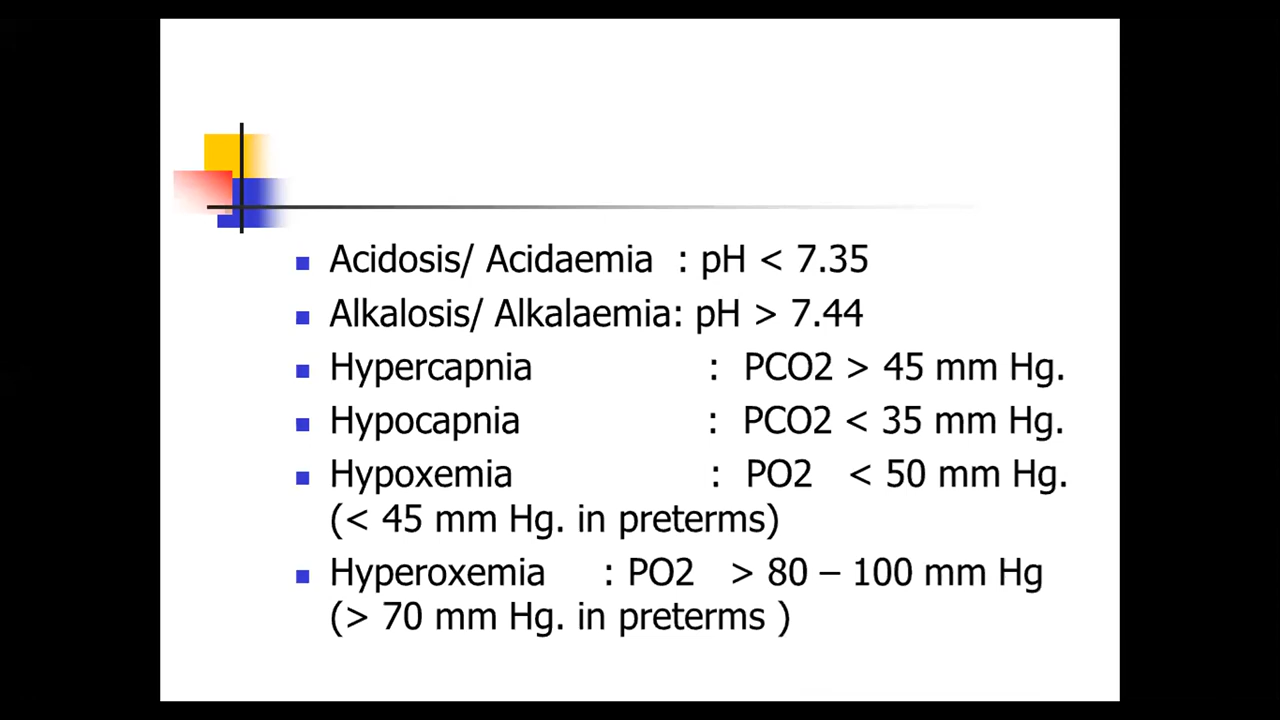 Acidosis/ Acidaemia : pH < 7.35
Alkalosis/ Alkalaemia: pH > 7.44
Hypercapnia : PCO2 > 45 mm Hg.
Hypocapnia : PCO2 < 35 mm Hg.
Hypoxemia : PO2 < 50 mm Hg.
(< 45 mm Hg. in preterms)
Hyperoxemia : PO2 > 80 – 100 mm Hg
(> 70 mm Hg. in preterms )